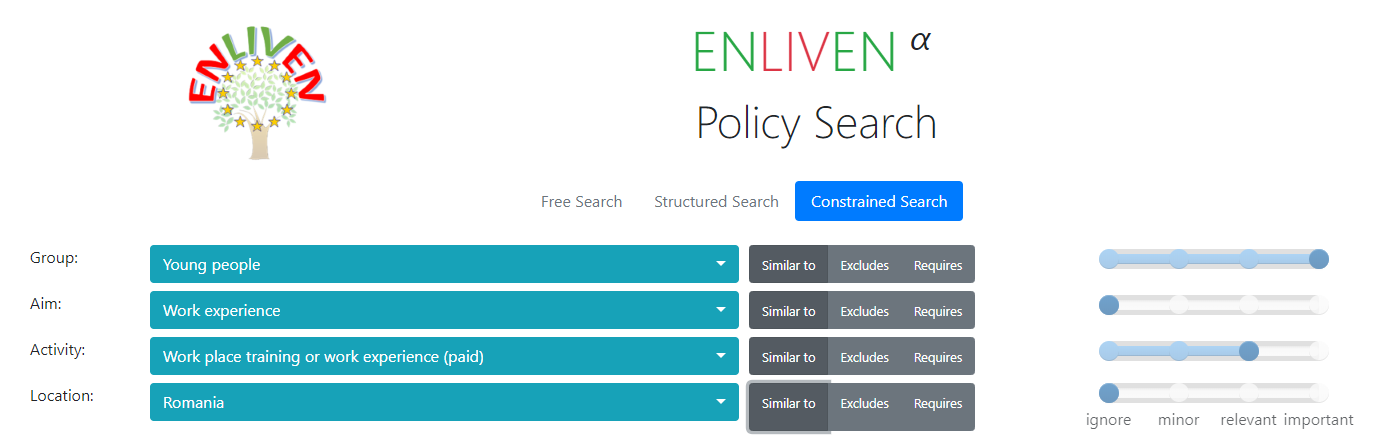 ENLIVEN
ENLIVEN α
Policy Search
Free Search Structured Search Constrained Search
Group: Young people Similar to Excludes Requires
Aim: Work experience Similar to Excludes Requires
Activity: Work place training or work experience (paid) Similar to Excludes Requires
Location: Romania Similar to Excludes Requires
ignore minor relevant important